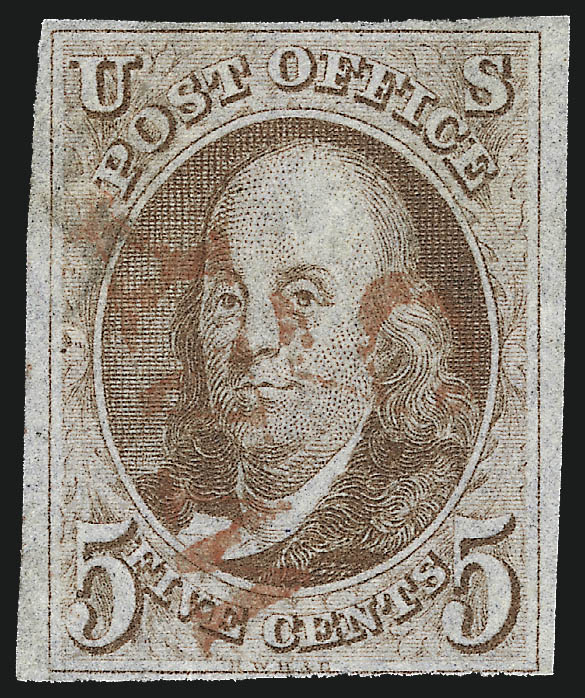 U S
POST OFFICE
5 5
FIVE CENTS
R.W.H.&E.